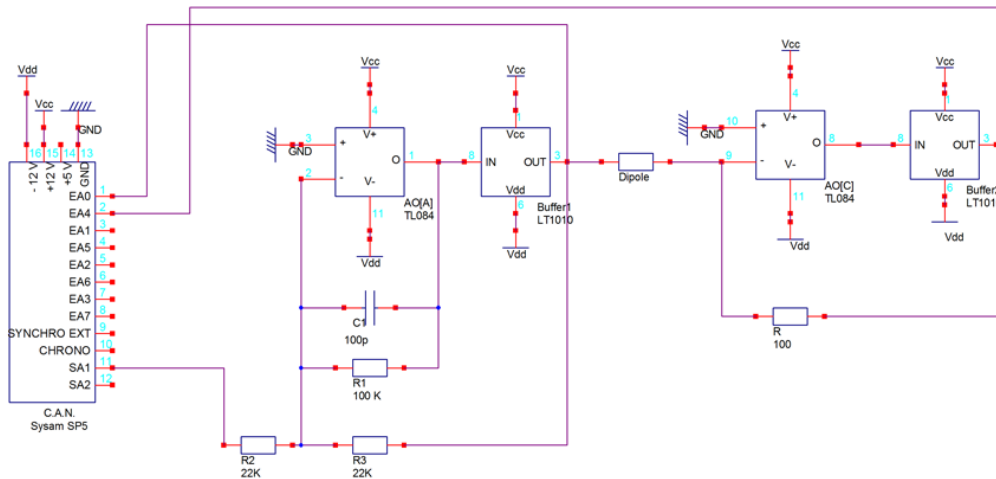 Vdd
Vcc
GND
16 15 14 13
- 12 V
+12 V
+5 V
GND
EA0 1
EA4 2
EA1 3
EA5 4
EA2 5
EA6 6
EA3 7
EA7 8
SYNCHRO EXT 9
CHRONO 10
SA1 11
SA2 12
C.A.N.
Sysam SP5
R2
22K
R3
22K
Vcc
4
V+
3
+
GND
O
1
2
-
V-
AO[A]
TL084
11
Vdd
C1
100p
R1
100 K
Vcc
1
Vcc
8
IN
OUT
3
Vdd
6
Buffer1
LT1010
Vdd
Dipole
Vcc
4
V+
10
+
GND
O
8
9
-
V-
AO[C]
TL084
11
Vdd
R
100
Vcc
1
Vcc
8
IN
OUT
3
Vdd
6
LT101
Vdd